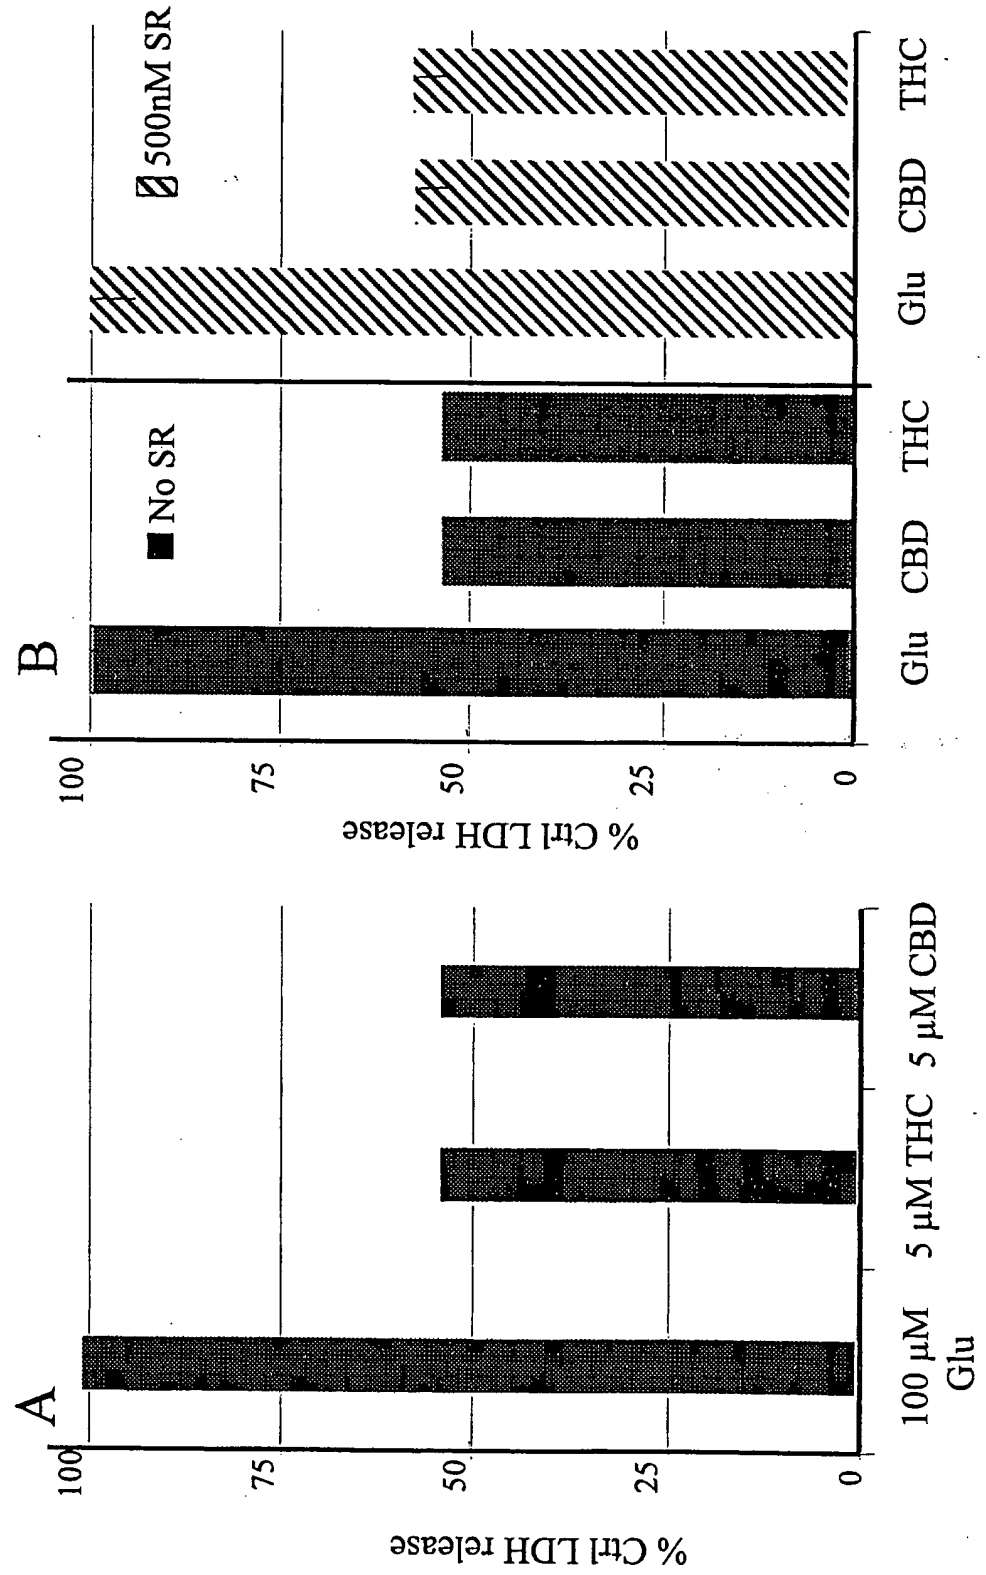 A
% Ctrl LDH release
100
75
50
25
0
100 µM
Glu
5 µM THC
5 µM CBD
B
% Ctrl LDH release
100
75
50
25
0
No SR
500nM SR
Glu
CBD
THC
Glu
CBD
THC